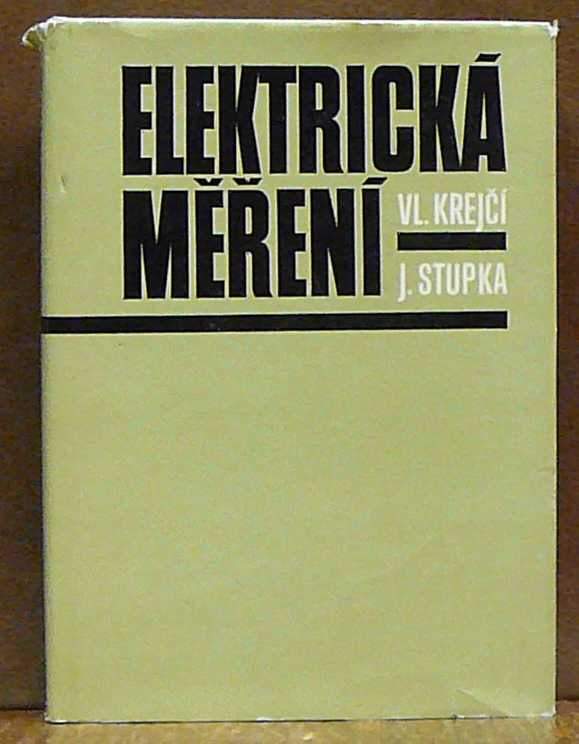 ELEKTRICKÁ
MĚŘENÍ
VL. KREJČÍ
J. STUPKA